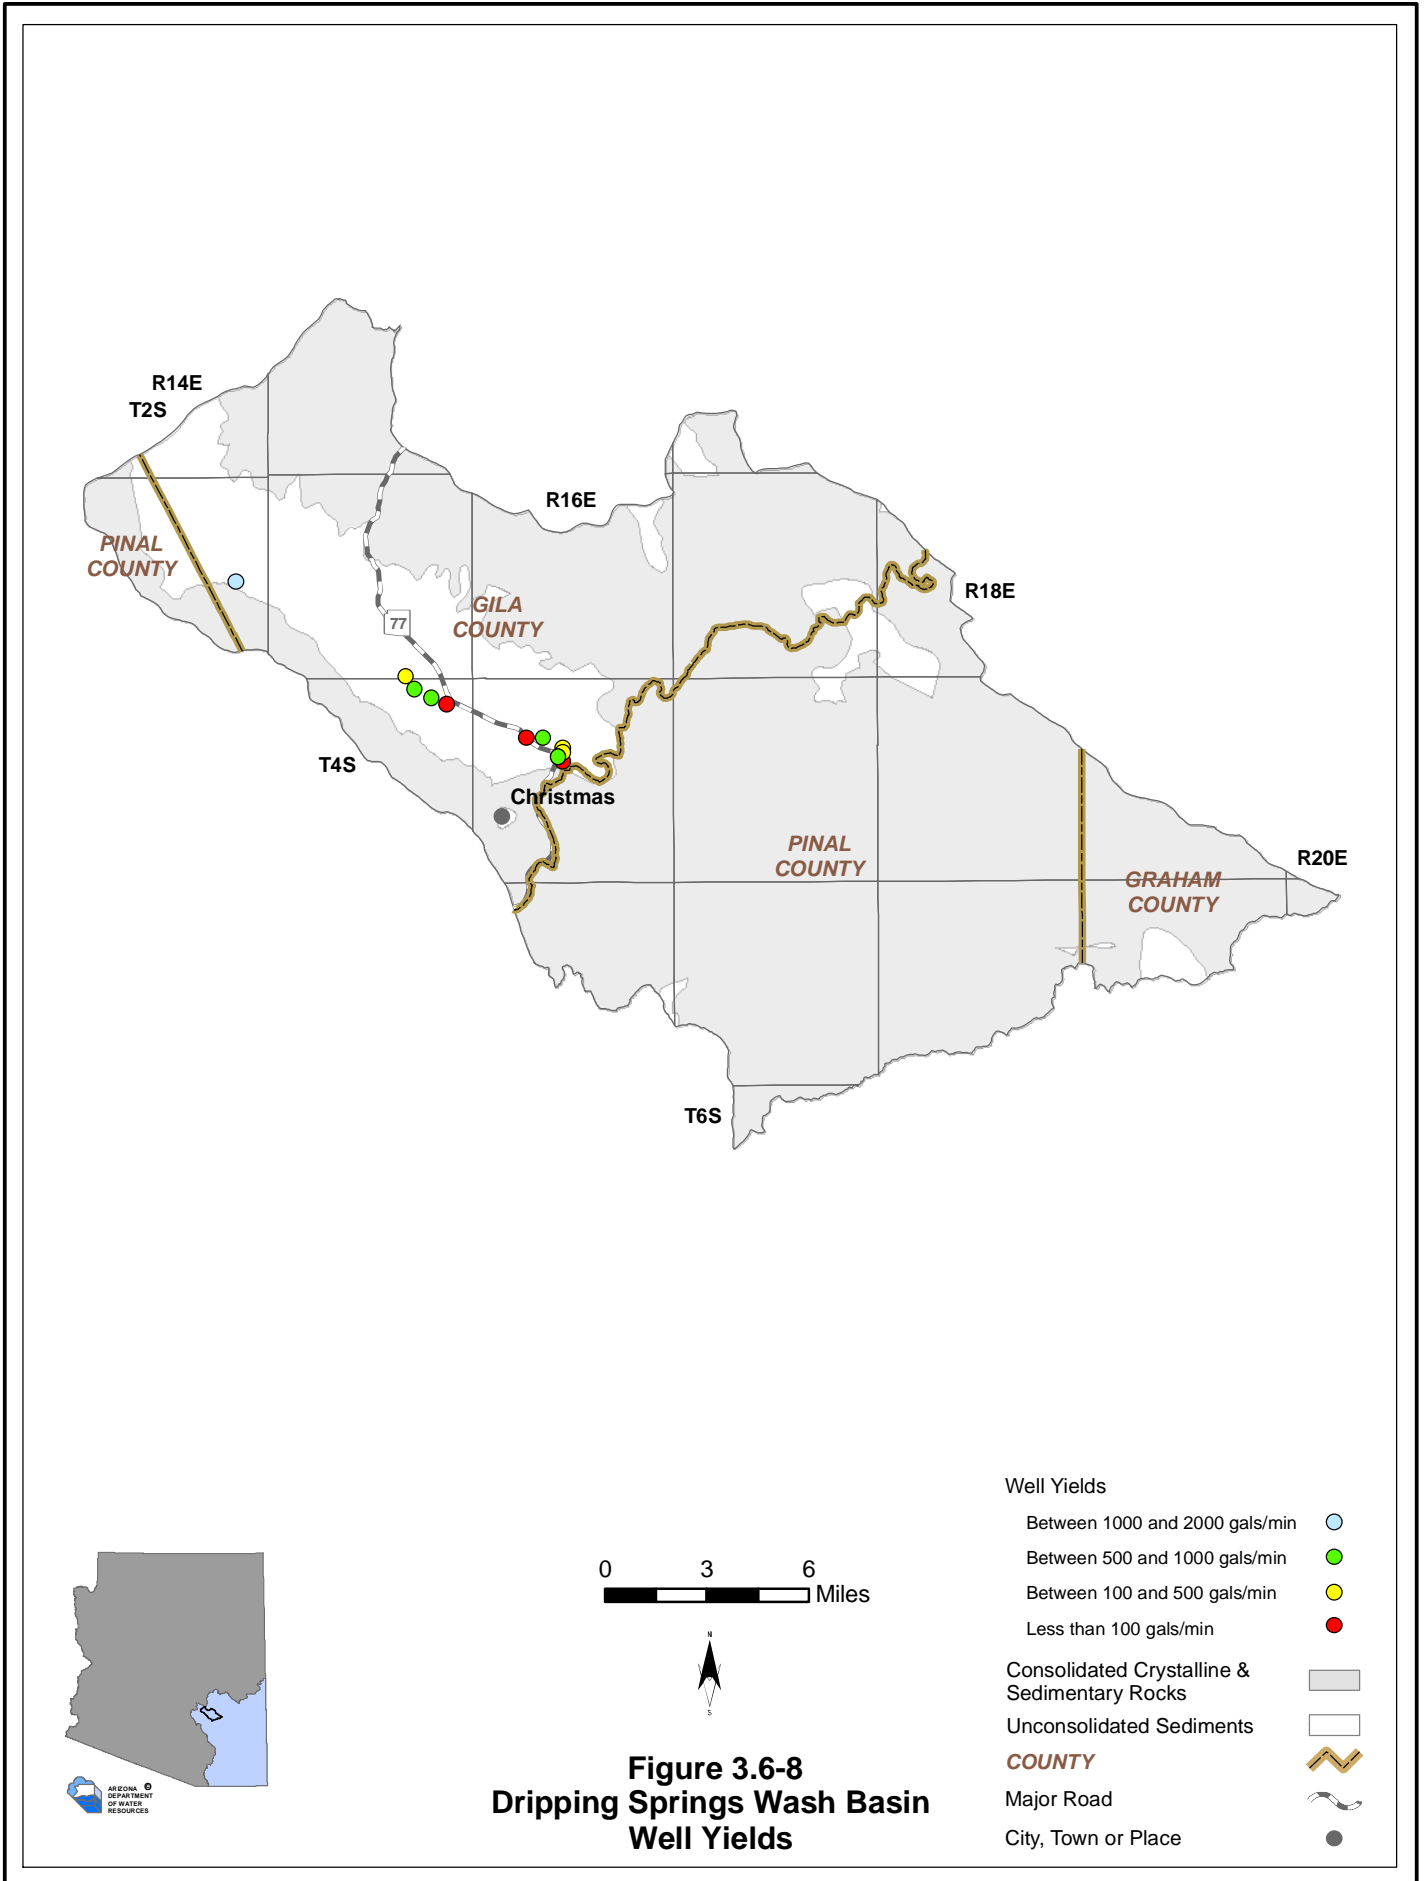 R14E
T2S
R16E
PINAL
COUNTY
R18E
GILA
COUNTY
77
T4S
Christmas
PINAL
COUNTY
R20E
GRAHAM
COUNTY
T6S
Well Yields
Between 1000 and 2000 gals/min
Between 500 and 1000 gals/min
Between 100 and 500 gals/min
Less than 100 gals/min
Consolidated Crystalline &
Sedimentary Rocks
Unconsolidated Sediments
COUNTY
Major Road
City, Town or Place
0 3 6
Miles
N
S
Figure 3.6-8
Dripping Springs Wash Basin
Well Yields
ARIZONA ©
DEPARTMENT
OF WATER
RESOURCES